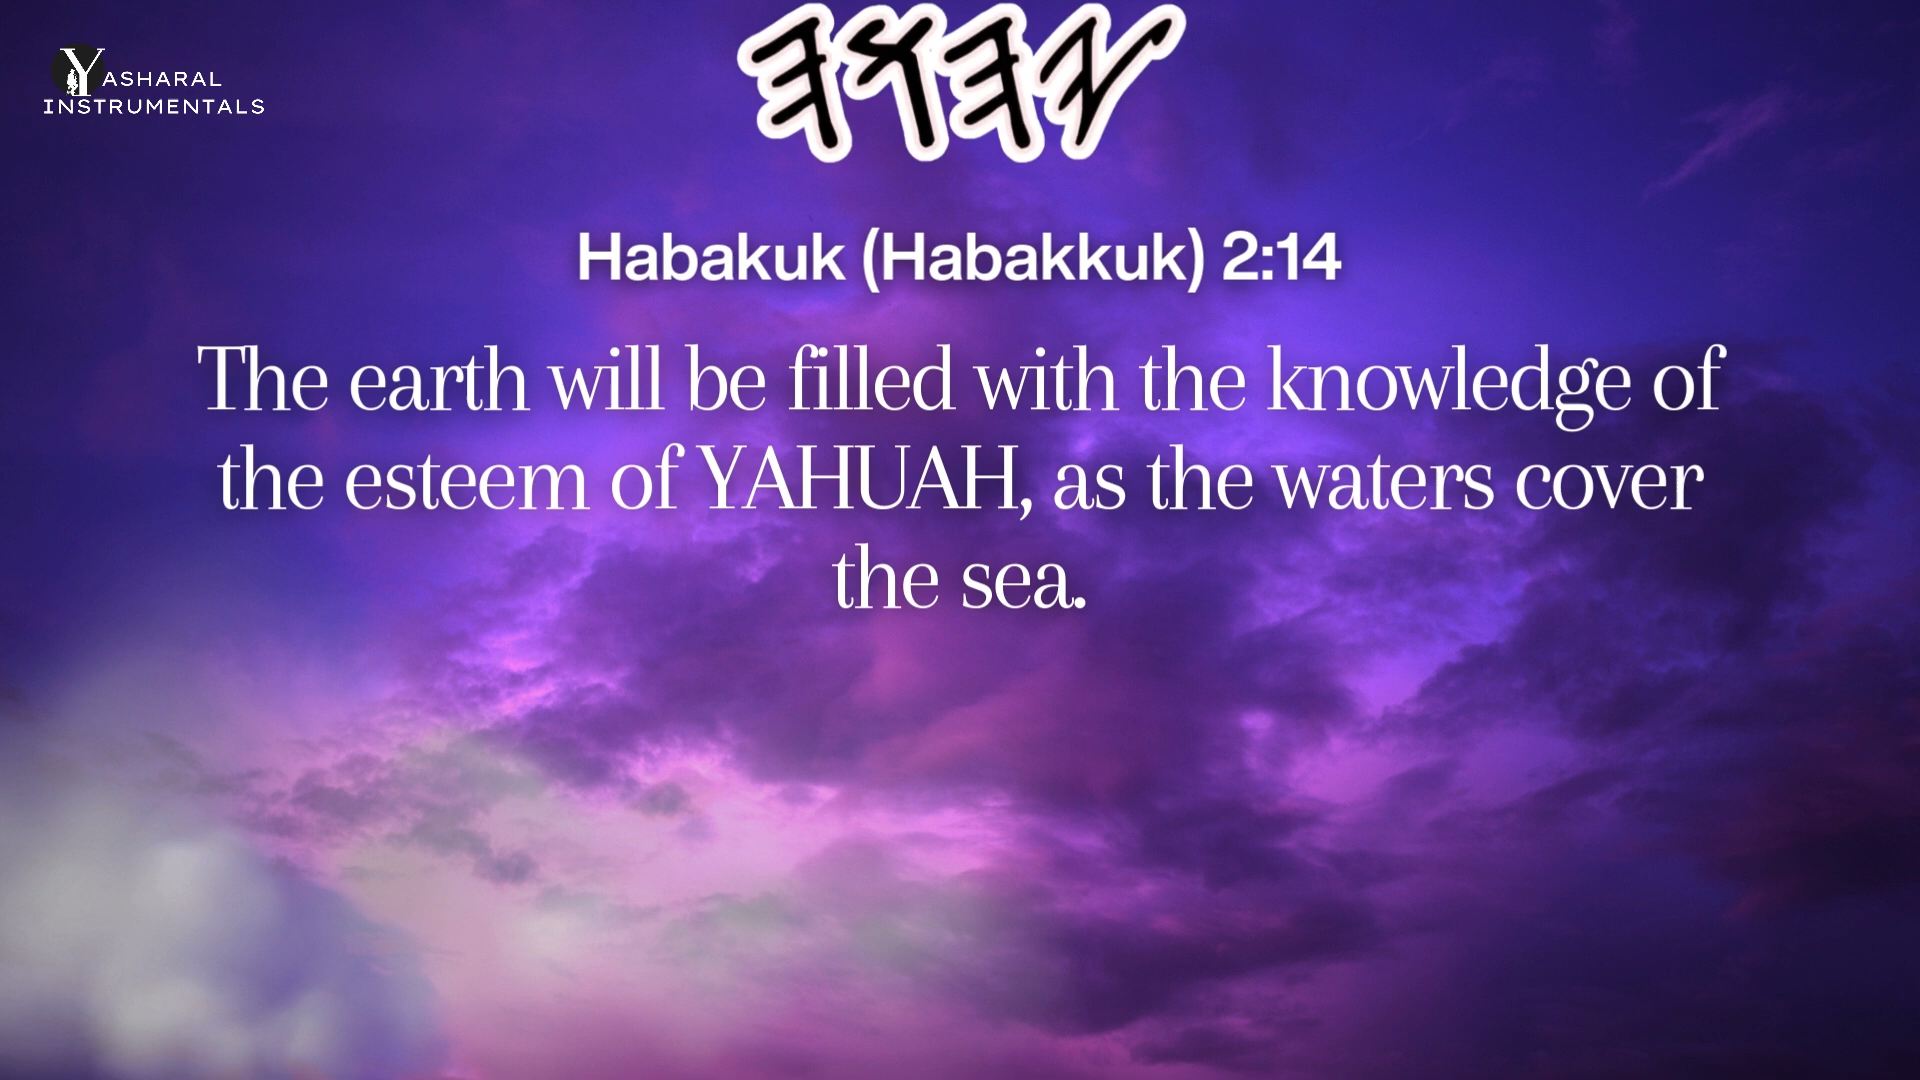 𐤉𐤄𐤅𐤄
YASHARAL
INSTRUMENTALS
Habakuk (Habakkuk) 2:14
The earth will be filled with the knowledge of
the esteem of YAHUAH, as the waters cover
the sea.